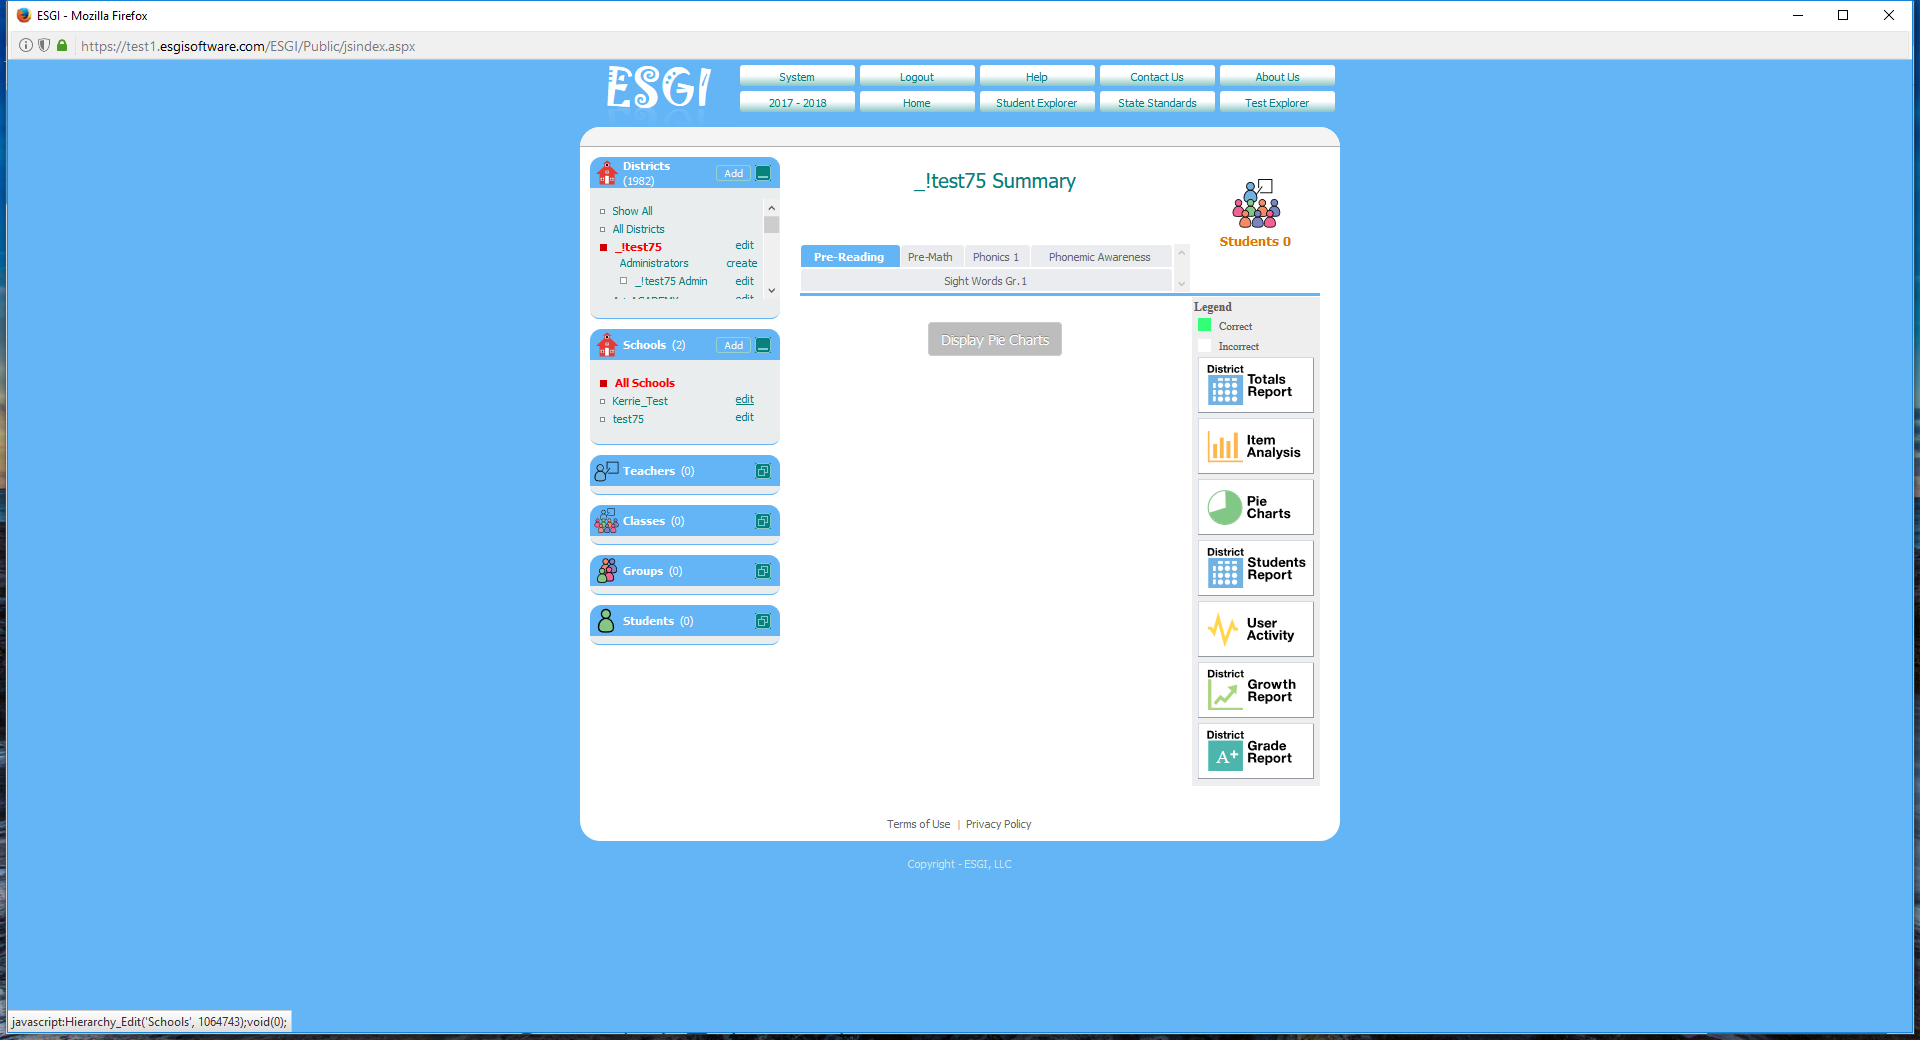 ESGI - Mozilla Firefox
https://test1.esgisoftware.com/ESGI/Public/jsindex.aspx
ESGI
System Logout Help Contact Us About Us
2017 - 2018 Home Student Explorer State Standards Test Explorer
Districts
(1982)
Add
Show All
All Districts
_!test75 edit
Administrators create
_!test75 Admin edit
Schools (2) Add
All Schools
Kerrie_Test edit
test75 edit
Teachers (0)
Classes (0)
Groups (0)
Students (0)
_!test75 Summary
Students 0
Pre-Reading Pre-Math Phonics 1 Phonemic Awareness
Sight Words Gr.1
Display Pie Charts
Legend
Correct
Incorrect
District
Totals
Report
Item
Analysis
Pie
Charts
District
Students
Report
User
Activity
District
Growth
Report
District
A+
Grade
Report
Terms of Use | Privacy Policy
Copyright - ESGI, LLC
javascript:Hierarchy_Edit('Schools', 1064743);void(0);